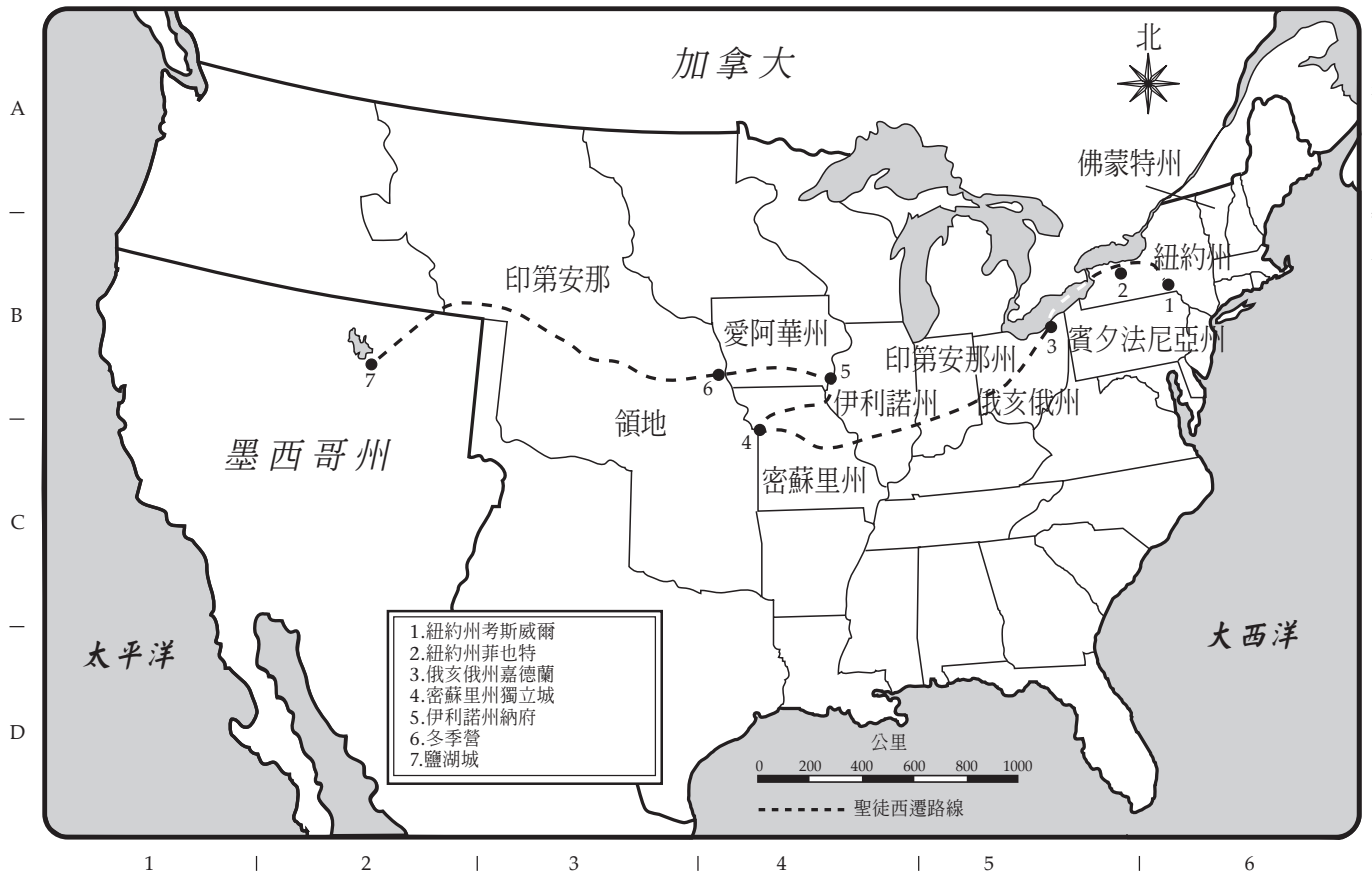 加拿大
北
A
佛蒙特州
紐約州
印第安那
2
1
B
愛阿華州
3
賓夕法尼亞州
印第安那州
7
6
5
伊利諾州
俄亥俄州
領地
4
墨西哥州
密蘇里州
C
1.紐約州考斯威爾
2.紐約州菲也特
3.俄亥俄州嘉德蘭
4.密蘇里州獨立城
5.伊利諾州納府
6.冬季營
7.鹽湖城
太平洋
大西洋
D
公里
0 200 400 600 800 1000
聖徒西遷路線
1 2 3 4 5 6